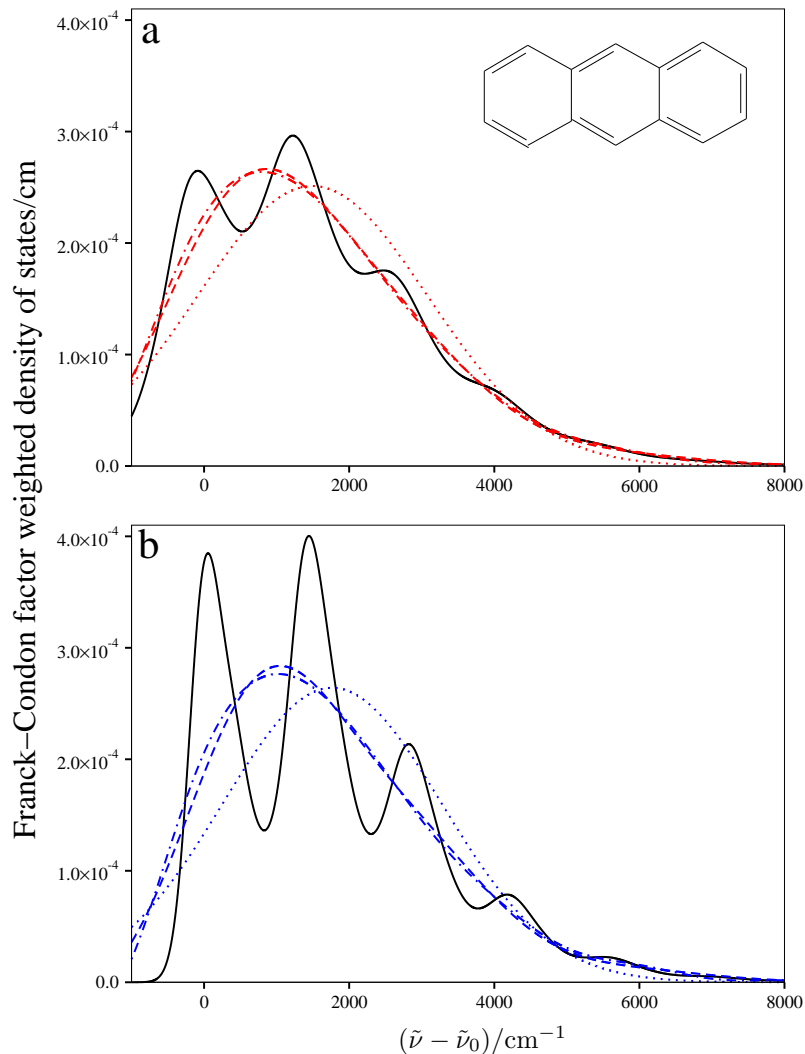 a
4.0×10⁻⁴
3.0×10⁻⁴
2.0×10⁻⁴
1.0×10⁻⁴
0.0
0 2000 4000 6000 8000
b
4.0×10⁻⁴
3.0×10⁻⁴
2.0×10⁻⁴
1.0×10⁻⁴
0.0
0 2000 4000 6000 8000
Franck–Condon factor weighted density of states/cm
(ν̃ − ν̃₀)/cm⁻¹